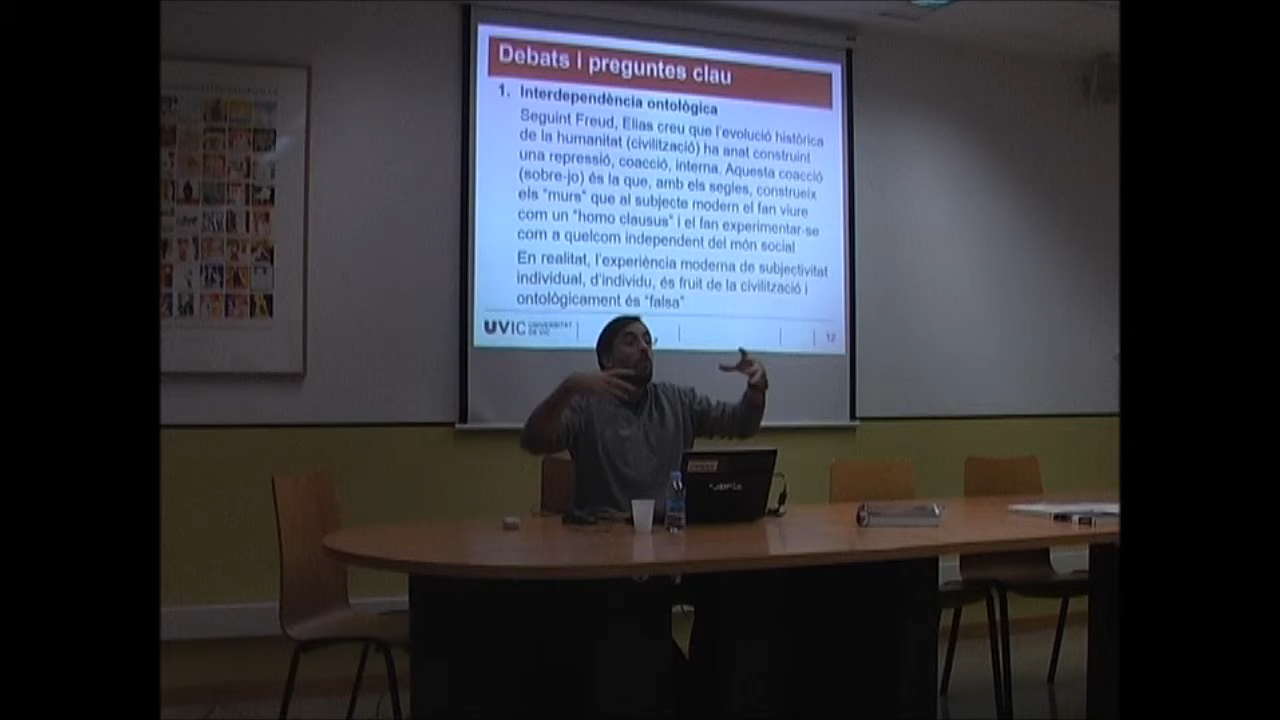 Debats i preguntes clau
1. Interdependència ontològica
Seguint Freud, Elias creu que l'evolució històrica
de la humanitat (civilització) ha anat construint
una repressió, coacció, interna. Aquesta coacció
(sobre-jo) és la que, amb els segles, construeix
els "murs" que al subjecte modern el fan viure
com un "homo clausus" i el fan experimentar-se
com a quelcom independent del món social
En realitat, l'experiència moderna de subjectivitat
individual, d'individu, és fruit de la civilització i
ontològicament és "falsa"
UVIC UNIVERSITAT
DE VIC
12